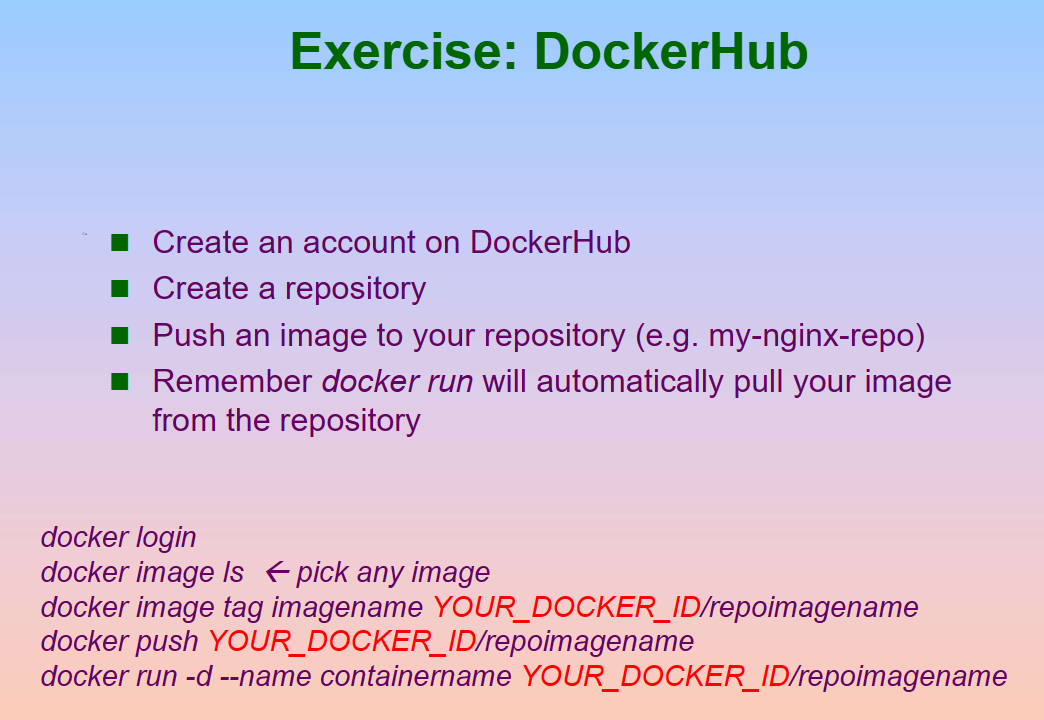 Exercise: DockerHub
Create an account on DockerHub
Create a repository
Push an image to your repository (e.g. my-nginx-repo)
Remember docker run will automatically pull your image
from the repository
docker login
docker image ls ← pick any image
docker image tag imagename YOUR_DOCKER_ID/repoimagename
docker push YOUR_DOCKER_ID/repoimagename
docker run -d --name containername YOUR_DOCKER_ID/repoimagename